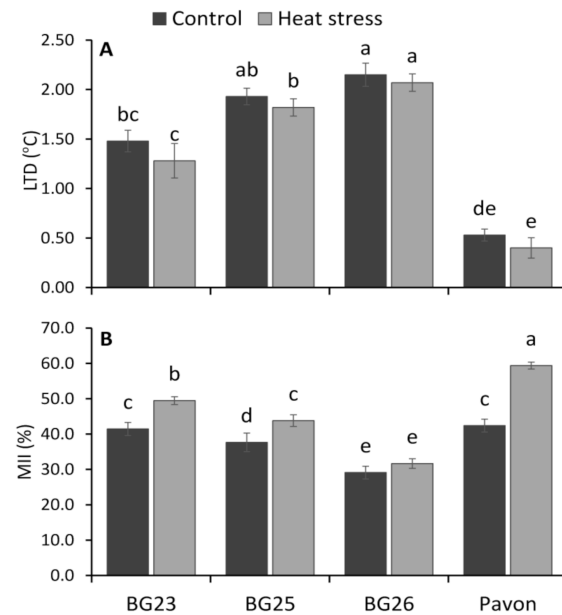 Control Heat stress
A
LTD (°C)
2.50
2.00
1.50
1.00
0.50
0.00
bc c ab b a a de e
B
MII (%)
70.0
60.0
50.0
40.0
30.0
20.0
10.0
0.0
c b d c e e c a
BG23 BG25 BG26 Pavon